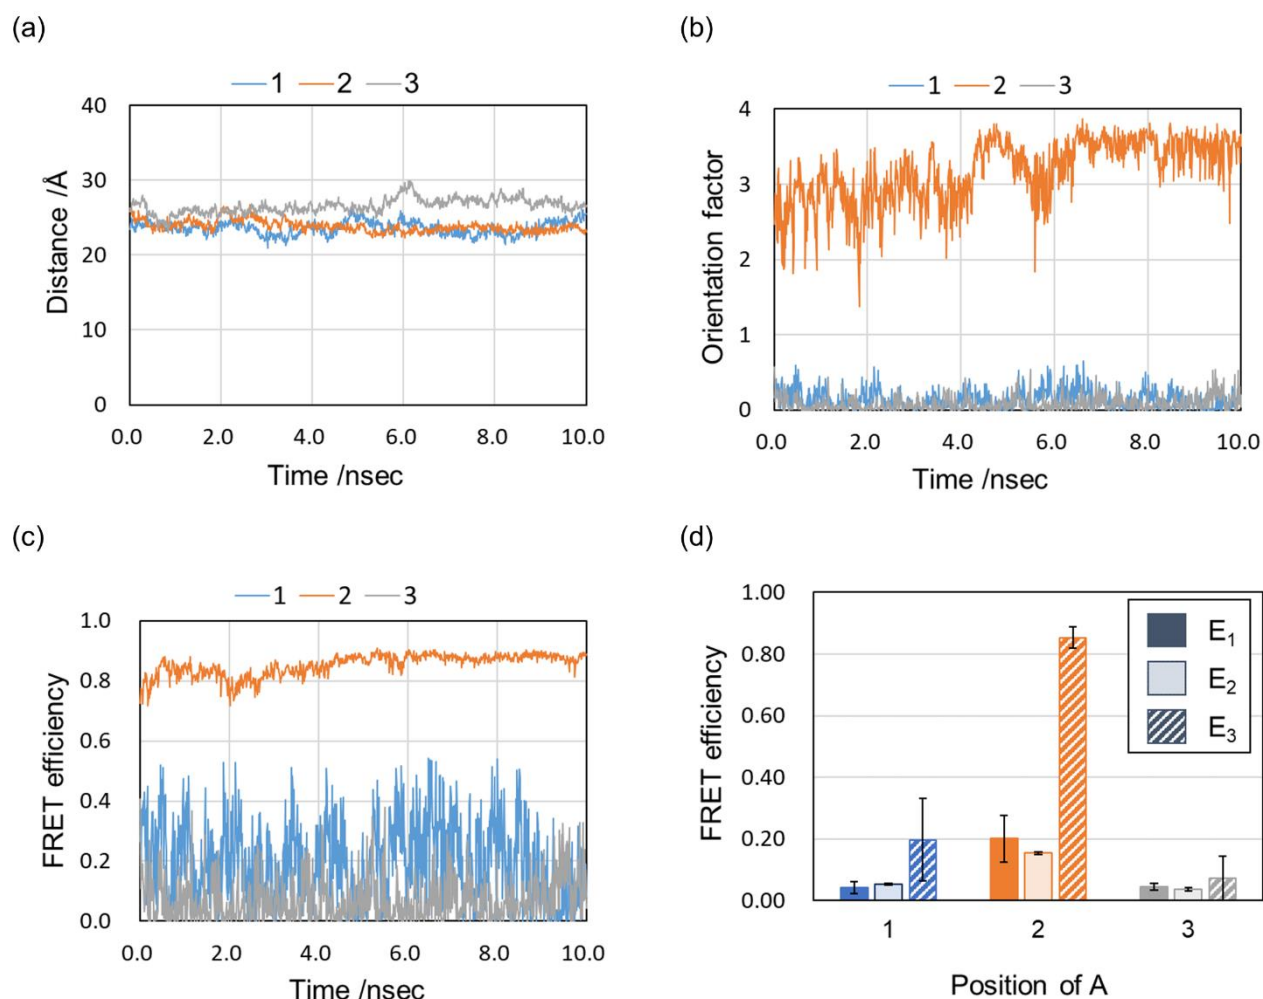 (a)
1 2 3
40
30
20
10
0
Distance /Å
0.0 2.0 4.0 6.0 8.0 10.0
Time /nsec
(b)
1 2 3
4
3
2
1
0
Orientation factor
0.0 2.0 4.0 6.0 8.0 10.0
Time /nsec
(c)
1 2 3
1.0
0.8
0.6
0.4
0.2
0.0
FRET efficiency
0.0 2.0 4.0 6.0 8.0 10.0
Time /nsec
(d)
1.00
0.80
0.60
0.40
0.20
0.00
FRET efficiency
E₁
E₂
E₃
1 2 3
Position of A